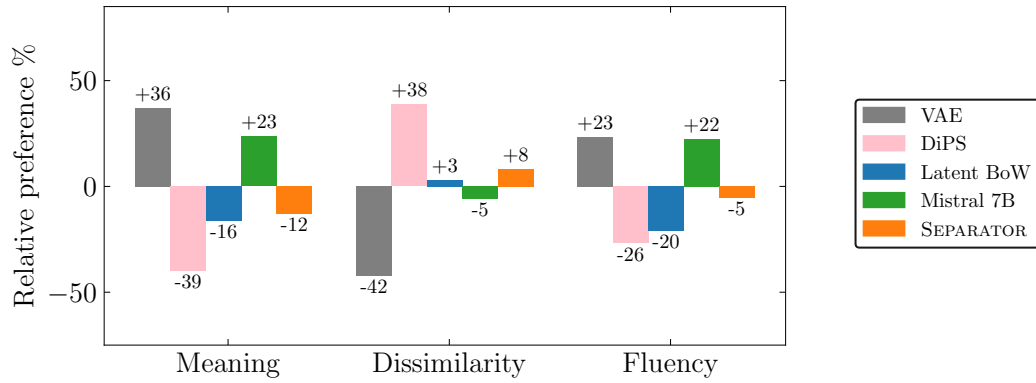 Relative preference %
50
0
−50
+36
-39
-16
+23
-12
-42
+38
+3
-5
+8
+23
-26
-20
+22
-5
Meaning
Dissimilarity
Fluency
VAE
DiPS
Latent BoW
Mistral 7B
SEPARATOR